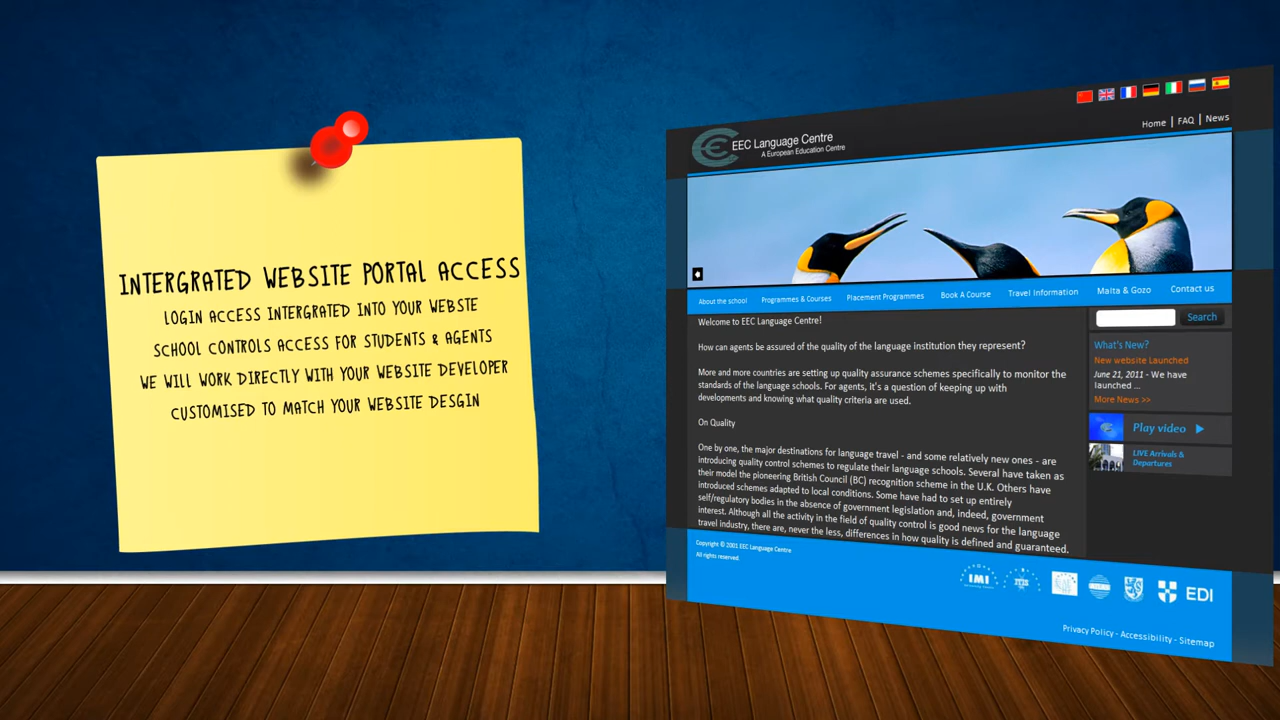 INTERGRATED WEBSITE PORTAL ACCESS
LOGIN ACCESS INTERGRATED INTO YOUR WEBSTE
SCHOOL CONTROLS ACCESS FOR STUDENTS & AGENTS
WE WILL WORK DIRECTLY WITH YOUR WEBSITE DEVELOPER
CUSTOMISED TO MATCH YOUR WEBSITE DESGIN
EEC Language Centre
A European Education Centre
Home | FAQ | News
About the school Programmes & Courses Placement Programmes Book A Course Travel Information Malta & Gozo Contact us
Welcome to EEC Language Centre!
How can agents be assured of the quality of the language institution they represent?
More and more countries are setting up quality assurance schemes specifically to monitor the
standards of the language schools. For agents, it's a question of keeping up with
developments and knowing what quality criteria are used.
On Quality
One by one, the major destinations for language travel - and some relatively new ones - are
introducing quality control schemes to regulate their language schools. Several have taken as
their model the pioneering British Council (BC) recognition scheme in the U.K. Others have
introduced schemes adapted to local conditions. Some have had to set up entirely
self/regulatory bodies in the absence of government legislation and, indeed, government
interest. Although all the activity in the field of quality control is good news for the language
travel industry, there are, never the less, differences in how quality is defined and guaranteed.
Search
What's New?
New website Launched
June 21, 2011 - We have
launched ...
More News >>
Play video
LIVE Arrivals &
Departures
Copyright © 2001 EEC Language Centre
All rights reserved.
IMI
EDI
Privacy Policy - Accessibility - Sitemap